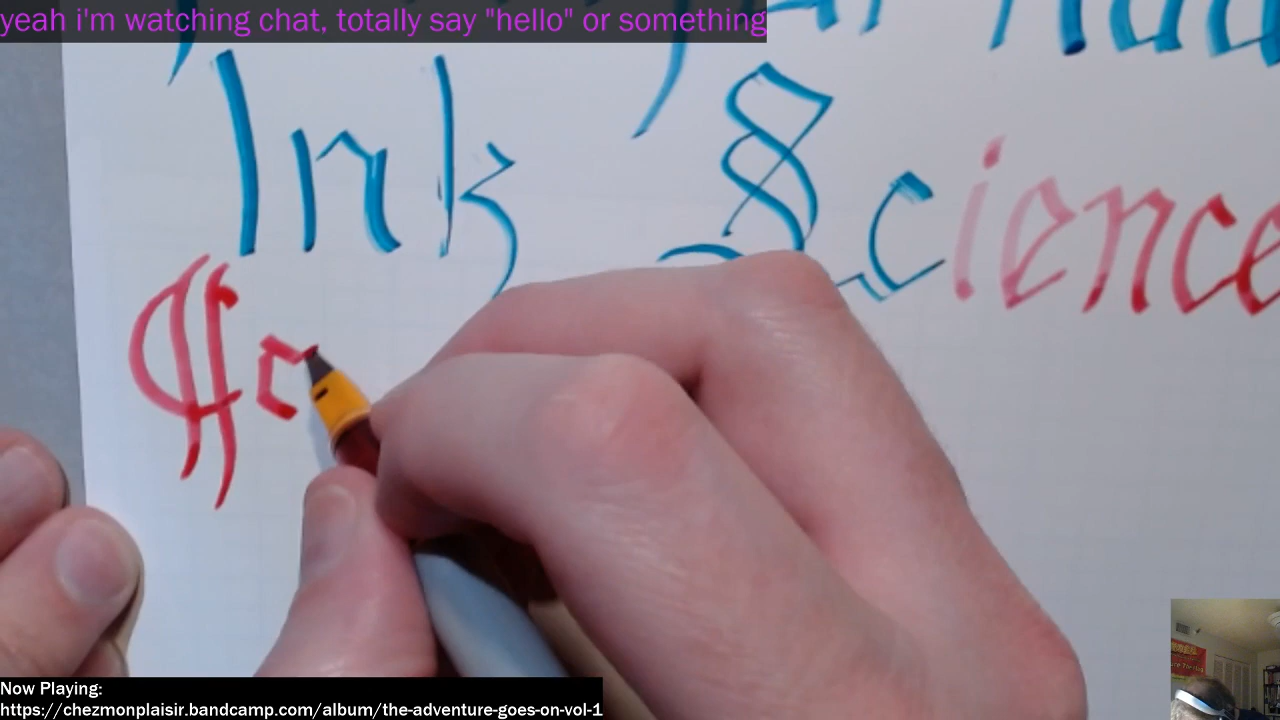 yeah i'm watching chat, totally say "hello" or something
Ink Science
¶c
Now Playing:
https://chezmonplaisir.bandcamp.com/album/the-adventure-goes-on-vol-1